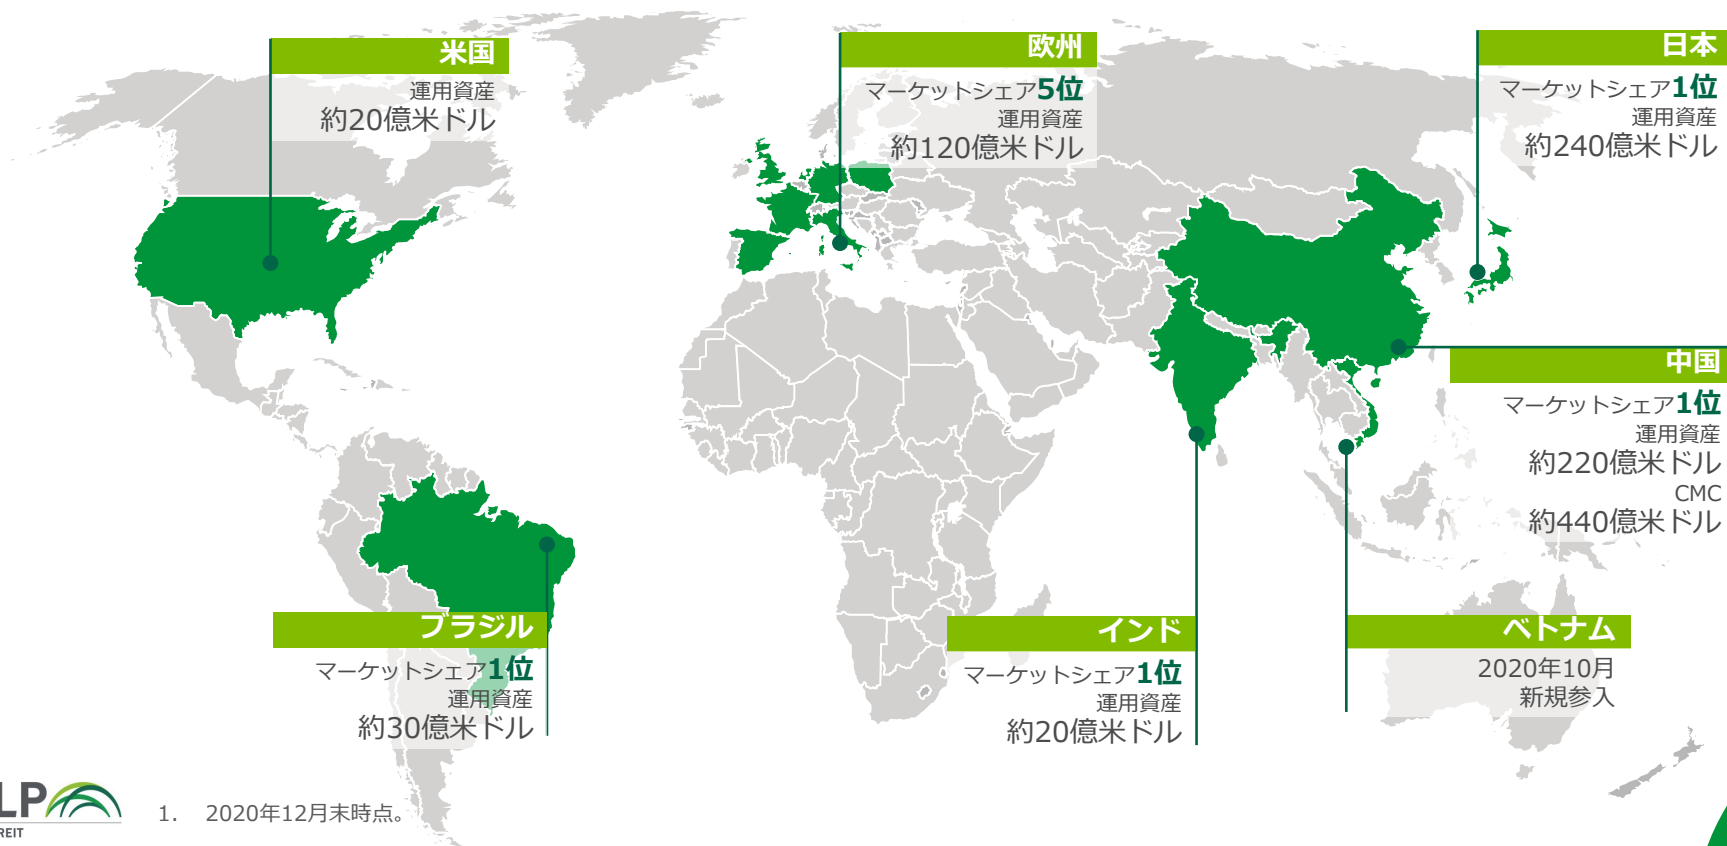 米国
運用資産
約20億米ドル
欧州
マーケットシェア5位
運用資産
約120億米ドル
日本
マーケットシェア1位
運用資産
約240億米ドル
中国
マーケットシェア1位
運用資産
約220億米ドル
CMC
約440億米ドル
ブラジル
マーケットシェア1位
運用資産
約30億米ドル
インド
マーケットシェア1位
運用資産
約20億米ドル
ベトナム
2020年10月
新規参入
LP
REIT
1. 2020年12月末時点。